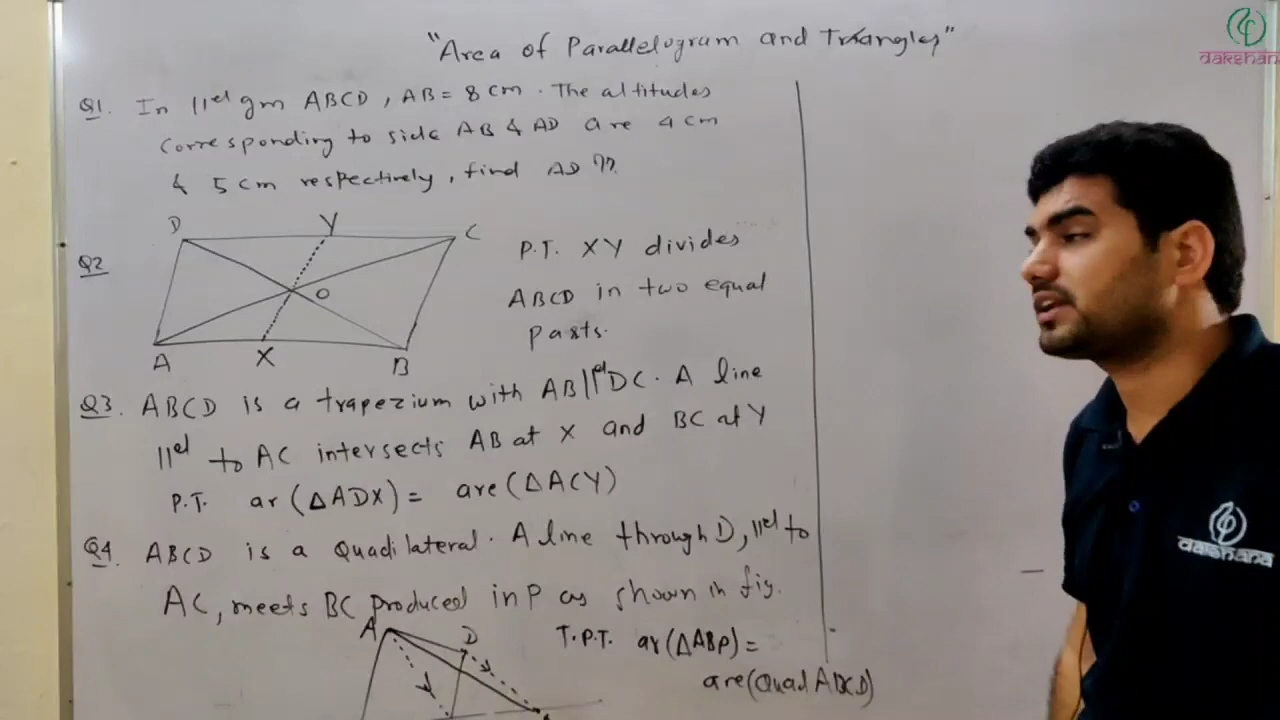 "Area of Parallelogram and Triangles"
Q1. In ||el gm ABCD, AB = 8 cm. The altitudes
corresponding to side AB & AD are 4 cm
& 5 cm respectively, find AD ??.
D Y C
Q2
O
A X B
P.T. XY divides
ABCD in two equal
parts.
Q3. ABCD is a trapezium with AB ||el DC. A line
||el to AC intersects AB at X and BC at Y
P.T. ar(ΔADX) = are(ΔACY)
Q4. ABCD is a Quadilateral. A line through D, ||el to
AC, meets BC produced in P as shown in fig.
A D
T.P.T. ar(ΔABP) =
are(Quad ABCD)
dakshana
dakshana